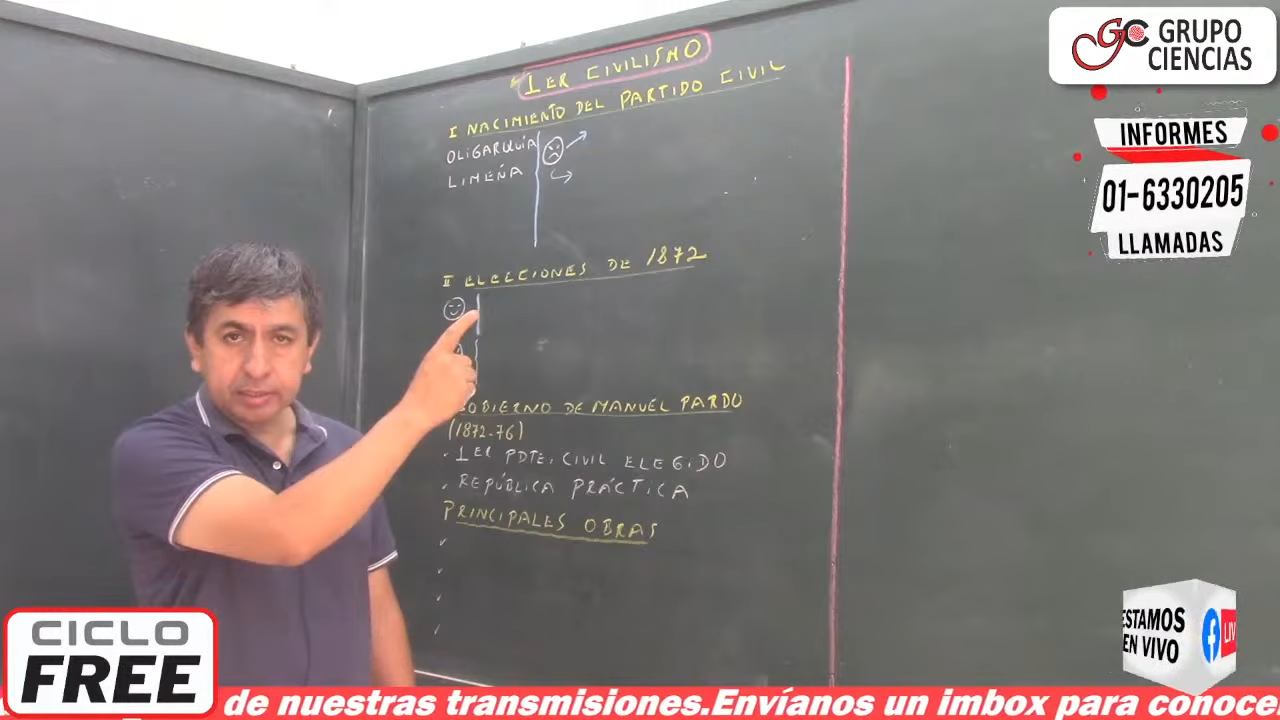 1ER CIVILISMO
I NACIMIENTO DEL PARTIDO CIVIL
OLIGARQUÍA
LIMEÑA
II ELECCIONES DE 1872
GOBIERNO DE MANUEL PARDO
(1872-76)
. 1ER PDTE. CIVIL ELEGIDO
. REPÚBLICA PRÁCTICA
PRINCIPALES OBRAS
GC GRUPO
CIENCIAS
INFORMES
01-6330205
LLAMADAS
ESTAMOS
EN VIVO
f LIV
CICLO
FREE
de nuestras transmisiones.Envíanos un imbox para conoce